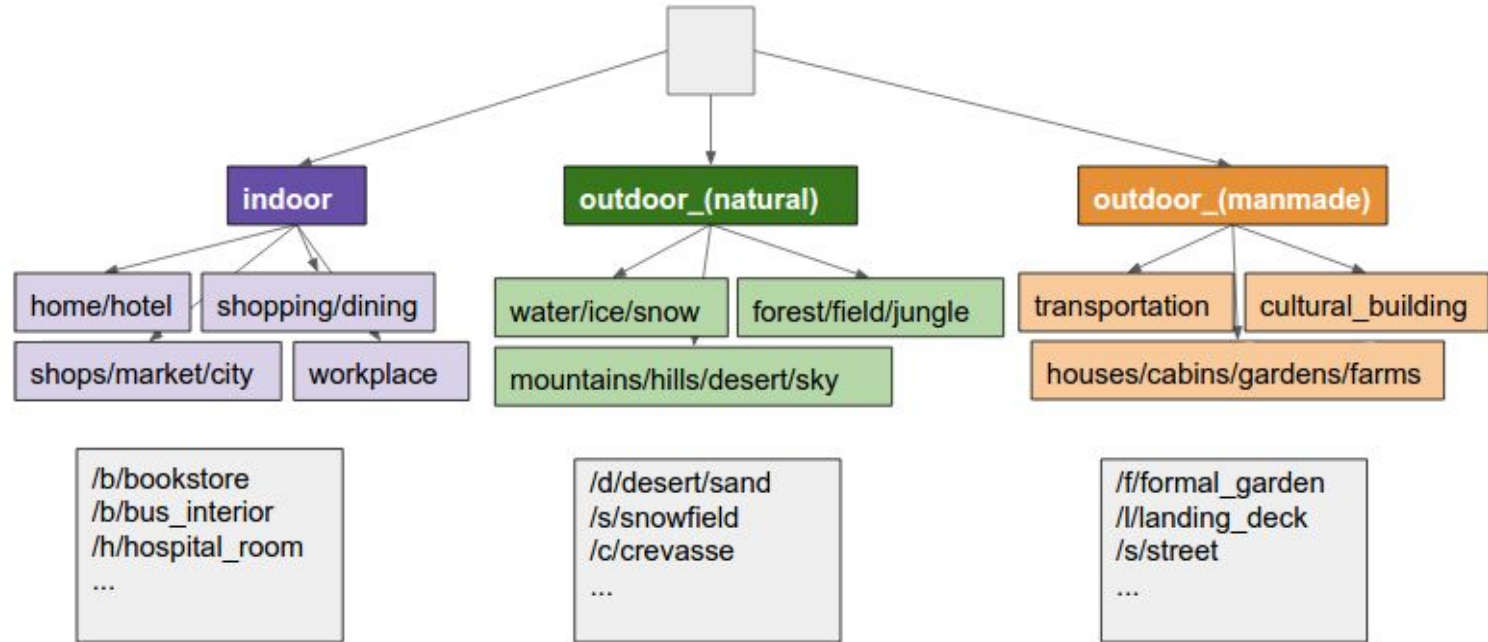 indoor
outdoor_(natural)
outdoor_(manmade)
home/hotel
shopping/dining
shops/market/city
workplace
water/ice/snow
forest/field/jungle
mountains/hills/desert/sky
transportation
cultural_building
houses/cabins/gardens/farms
/b/bookstore
/b/bus_interior
/h/hospital_room
...
/d/desert/sand
/s/snowfield
/c/crevasse
...
/f/formal_garden
/l/landing_deck
/s/street
...